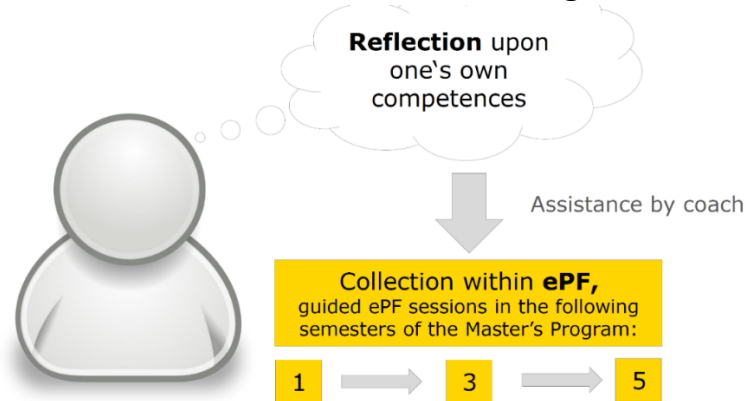 Reflection upon
one's own
competences
Assistance by coach
Collection within ePF,
guided ePF sessions in the following
semesters of the Master's Program:
1 3 5